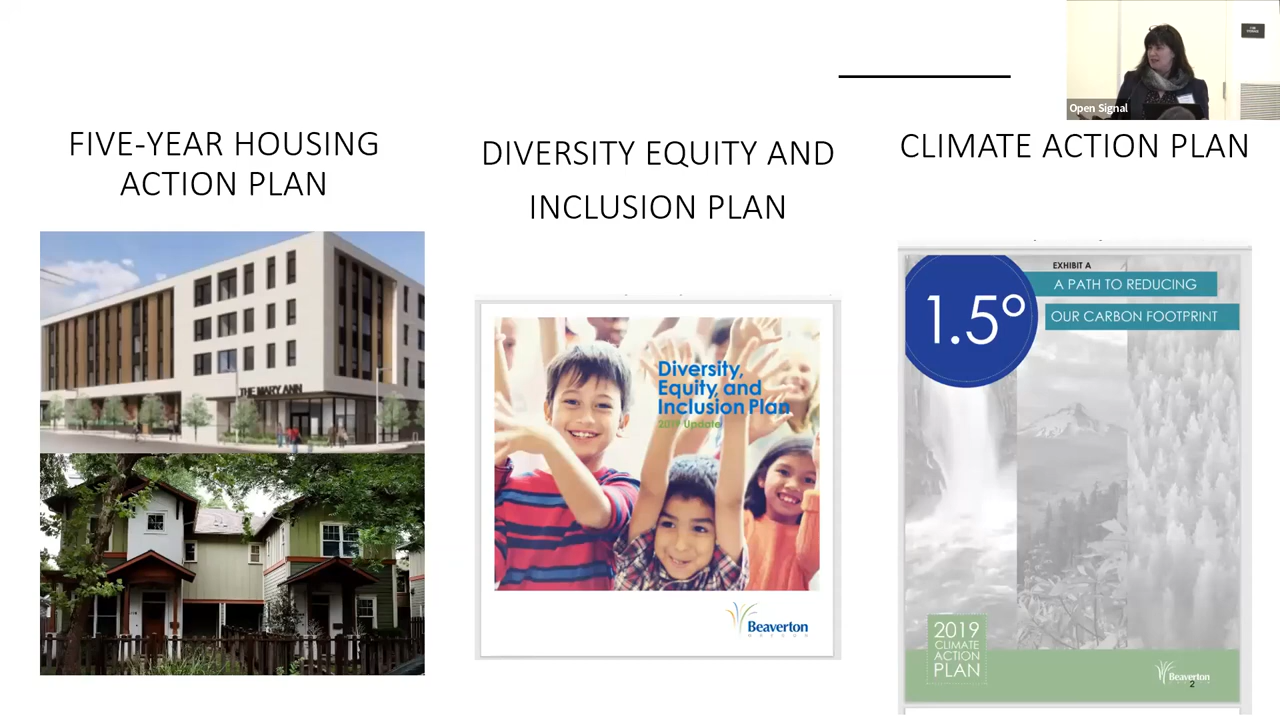 Open Signal
FIVE-YEAR HOUSING
ACTION PLAN
THE MARY ANN
DIVERSITY EQUITY AND
INCLUSION PLAN
Diversity,
Equity, and
Inclusion Plan
2019 Update
Beaverton
OREGON
CLIMATE ACTION PLAN
EXHIBIT A
A PATH TO REDUCING
OUR CARBON FOOTPRINT
1.5°
2019
CLIMATE
ACTION
PLAN
Beaverton
2